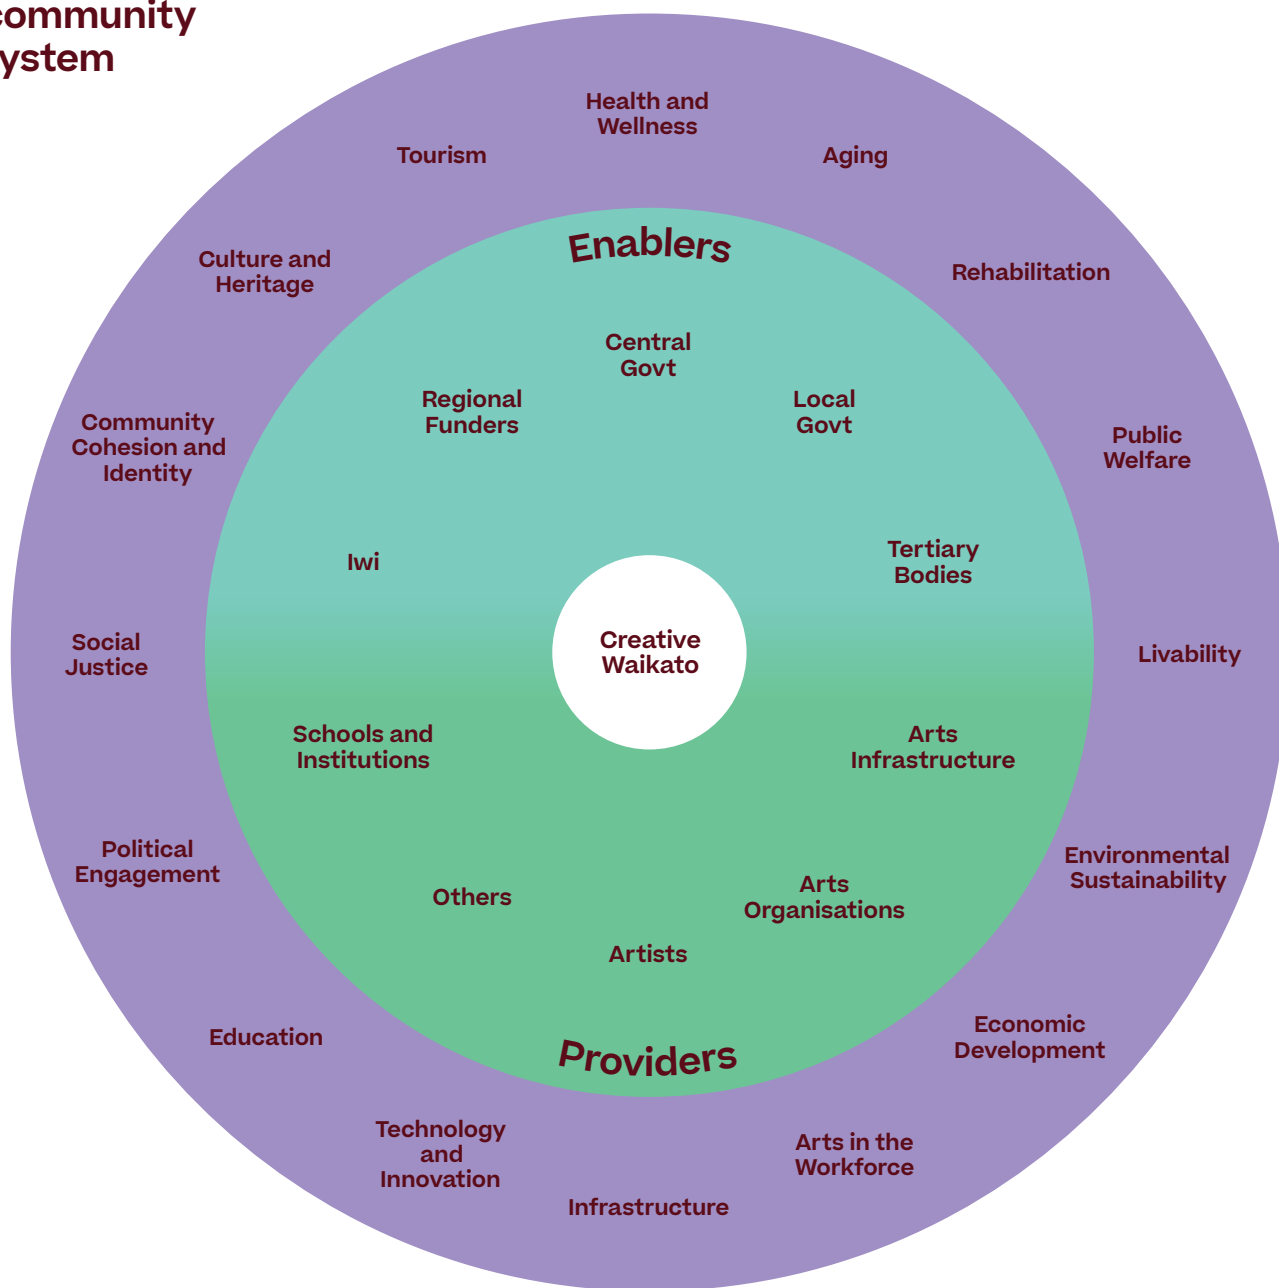 community
ystem
Health and
Wellness
Tourism
Aging
Enablers
Culture and
Heritage
Rehabilitation
Central
Govt
Regional
Funders
Local
Govt
Community
Cohesion and
Identity
Public
Welfare
Iwi
Tertiary
Bodies
Creative
Waikato
Social
Justice
Livability
Schools and
Institutions
Arts
Infrastructure
Political
Engagement
Environmental
Sustainability
Others
Arts
Organisations
Artists
Education
Economic
Development
Providers
Technology
and
Innovation
Arts in the
Workforce
Infrastructure